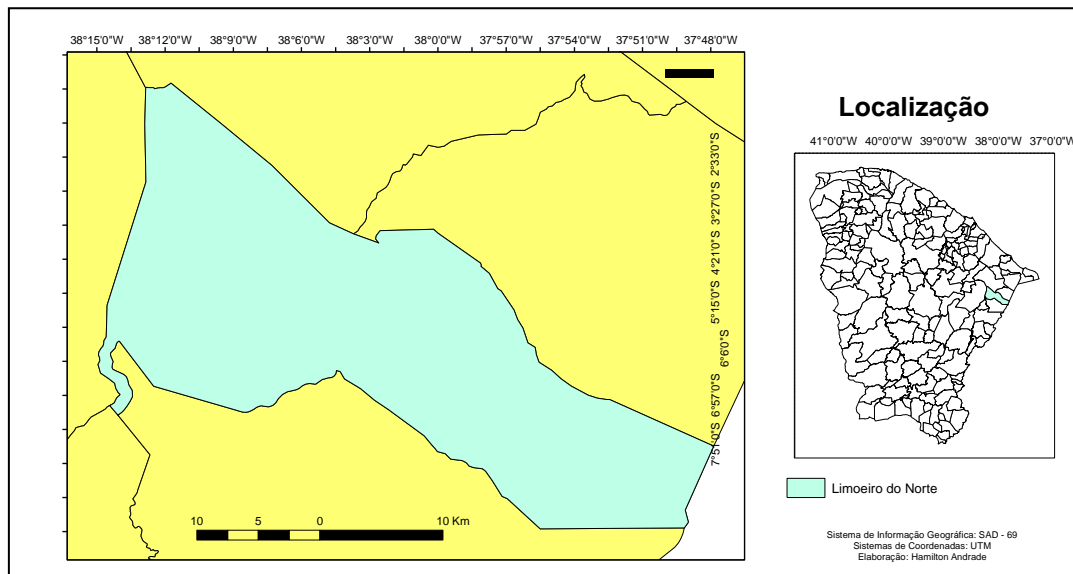 38°15'0"W 38°12'0"W 38°9'0"W 38°6'0"W 38°3'0"W 38°0'0"W 37°57'0"W 37°54'0"W 37°51'0"W 37°48'0"W
Localização
41°0'0"W 40°0'0"W 39°0'0"W 38°0'0"W 37°0'0"W
7°51'0"S 6°57'0"S 6°6'0"S 5°15'0"S 4°21'0"S 3°27'0"S 2°33'0"S
Limoeiro do Norte
10 5 0 10 Km
Sistema de Informação Geográfica: SAD - 69
Sistemas de Coordenadas: UTM
Elaboração: Hamilton Andrade